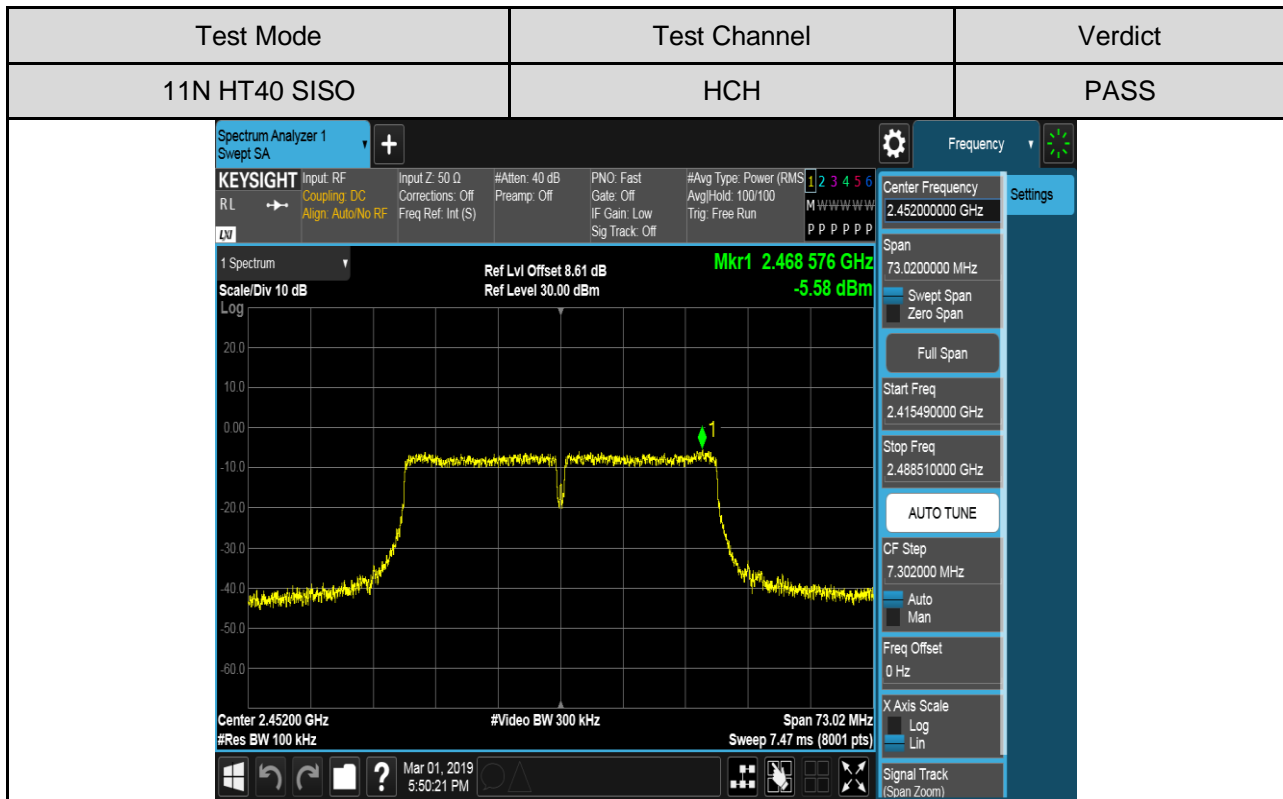 Test Mode Test Channel Verdict
11N HT40 SISO HCH PASS
Spectrum Analyzer 1
Swept SA
+
Frequency
KEYSIGHT
RL
LXI
Input: RF
Coupling: DC
Align: Auto/No RF
Input Z: 50 Ω
Corrections: Off
Freq Ref: Int (S)
#Atten: 40 dB
Preamp: Off
PNO: Fast
Gate: Off
IF Gain: Low
Sig Track: Off
#Avg Type: Power (RMS
Avg|Hold: 100/100
Trig: Free Run
1 2 3 4 5 6
M W W W W W
P P P P P P
1 Spectrum
Scale/Div 10 dB
Ref Lvl Offset 8.61 dB
Ref Level 30.00 dBm
Mkr1 2.468 576 GHz
-5.58 dBm
Log
20.0
10.0
0.00
-10.0
-20.0
-30.0
-40.0
-50.0
-60.0
1
Center 2.45200 GHz
#Res BW 100 kHz
#Video BW 300 kHz
Span 73.02 MHz
Sweep 7.47 ms (8001 pts)
Center Frequency
2.452000000 GHz
Settings
Span
73.0200000 MHz
Swept Span
Zero Span
Full Span
Start Freq
2.415490000 GHz
Stop Freq
2.488510000 GHz
AUTO TUNE
CF Step
7.302000 MHz
Auto
Man
Freq Offset
0 Hz
X Axis Scale
Log
Lin
Signal Track
(Span Zoom)
?
Mar 01, 2019
5:50:21 PM